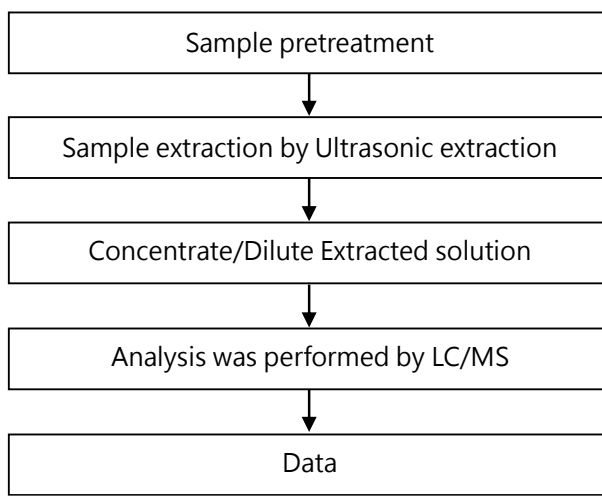 Sample pretreatment
Sample extraction by Ultrasonic extraction
Concentrate/Dilute Extracted solution
Analysis was performed by LC/MS
Data